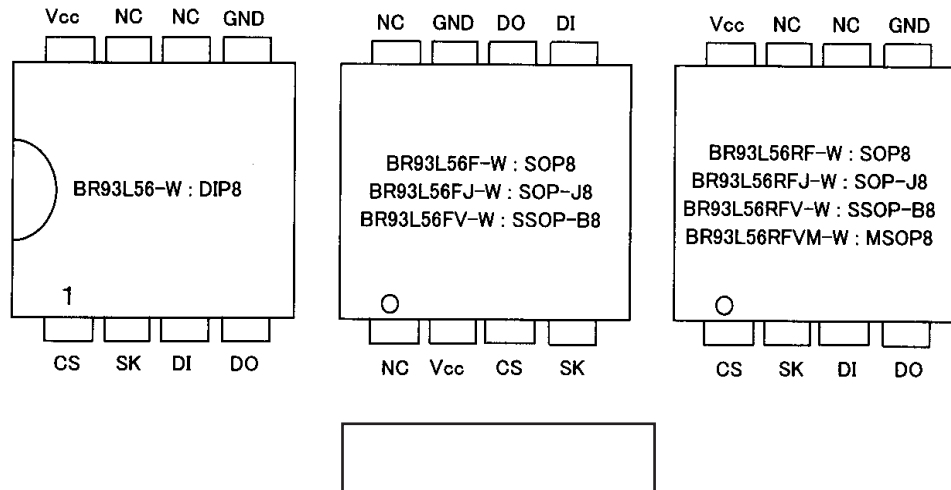 Vcc NC NC GND
BR93L56-W : DIP8
1
CS SK DI DO
NC GND DO DI
BR93L56F-W : SOP8
BR93L56FJ-W : SOP-J8
BR93L56FV-W : SSOP-B8
NC Vcc CS SK
Vcc NC NC GND
BR93L56RF-W : SOP8
BR93L56RFJ-W : SOP-J8
BR93L56RFV-W : SSOP-B8
BR93L56RFVM-W : MSOP8
CS SK DI DO